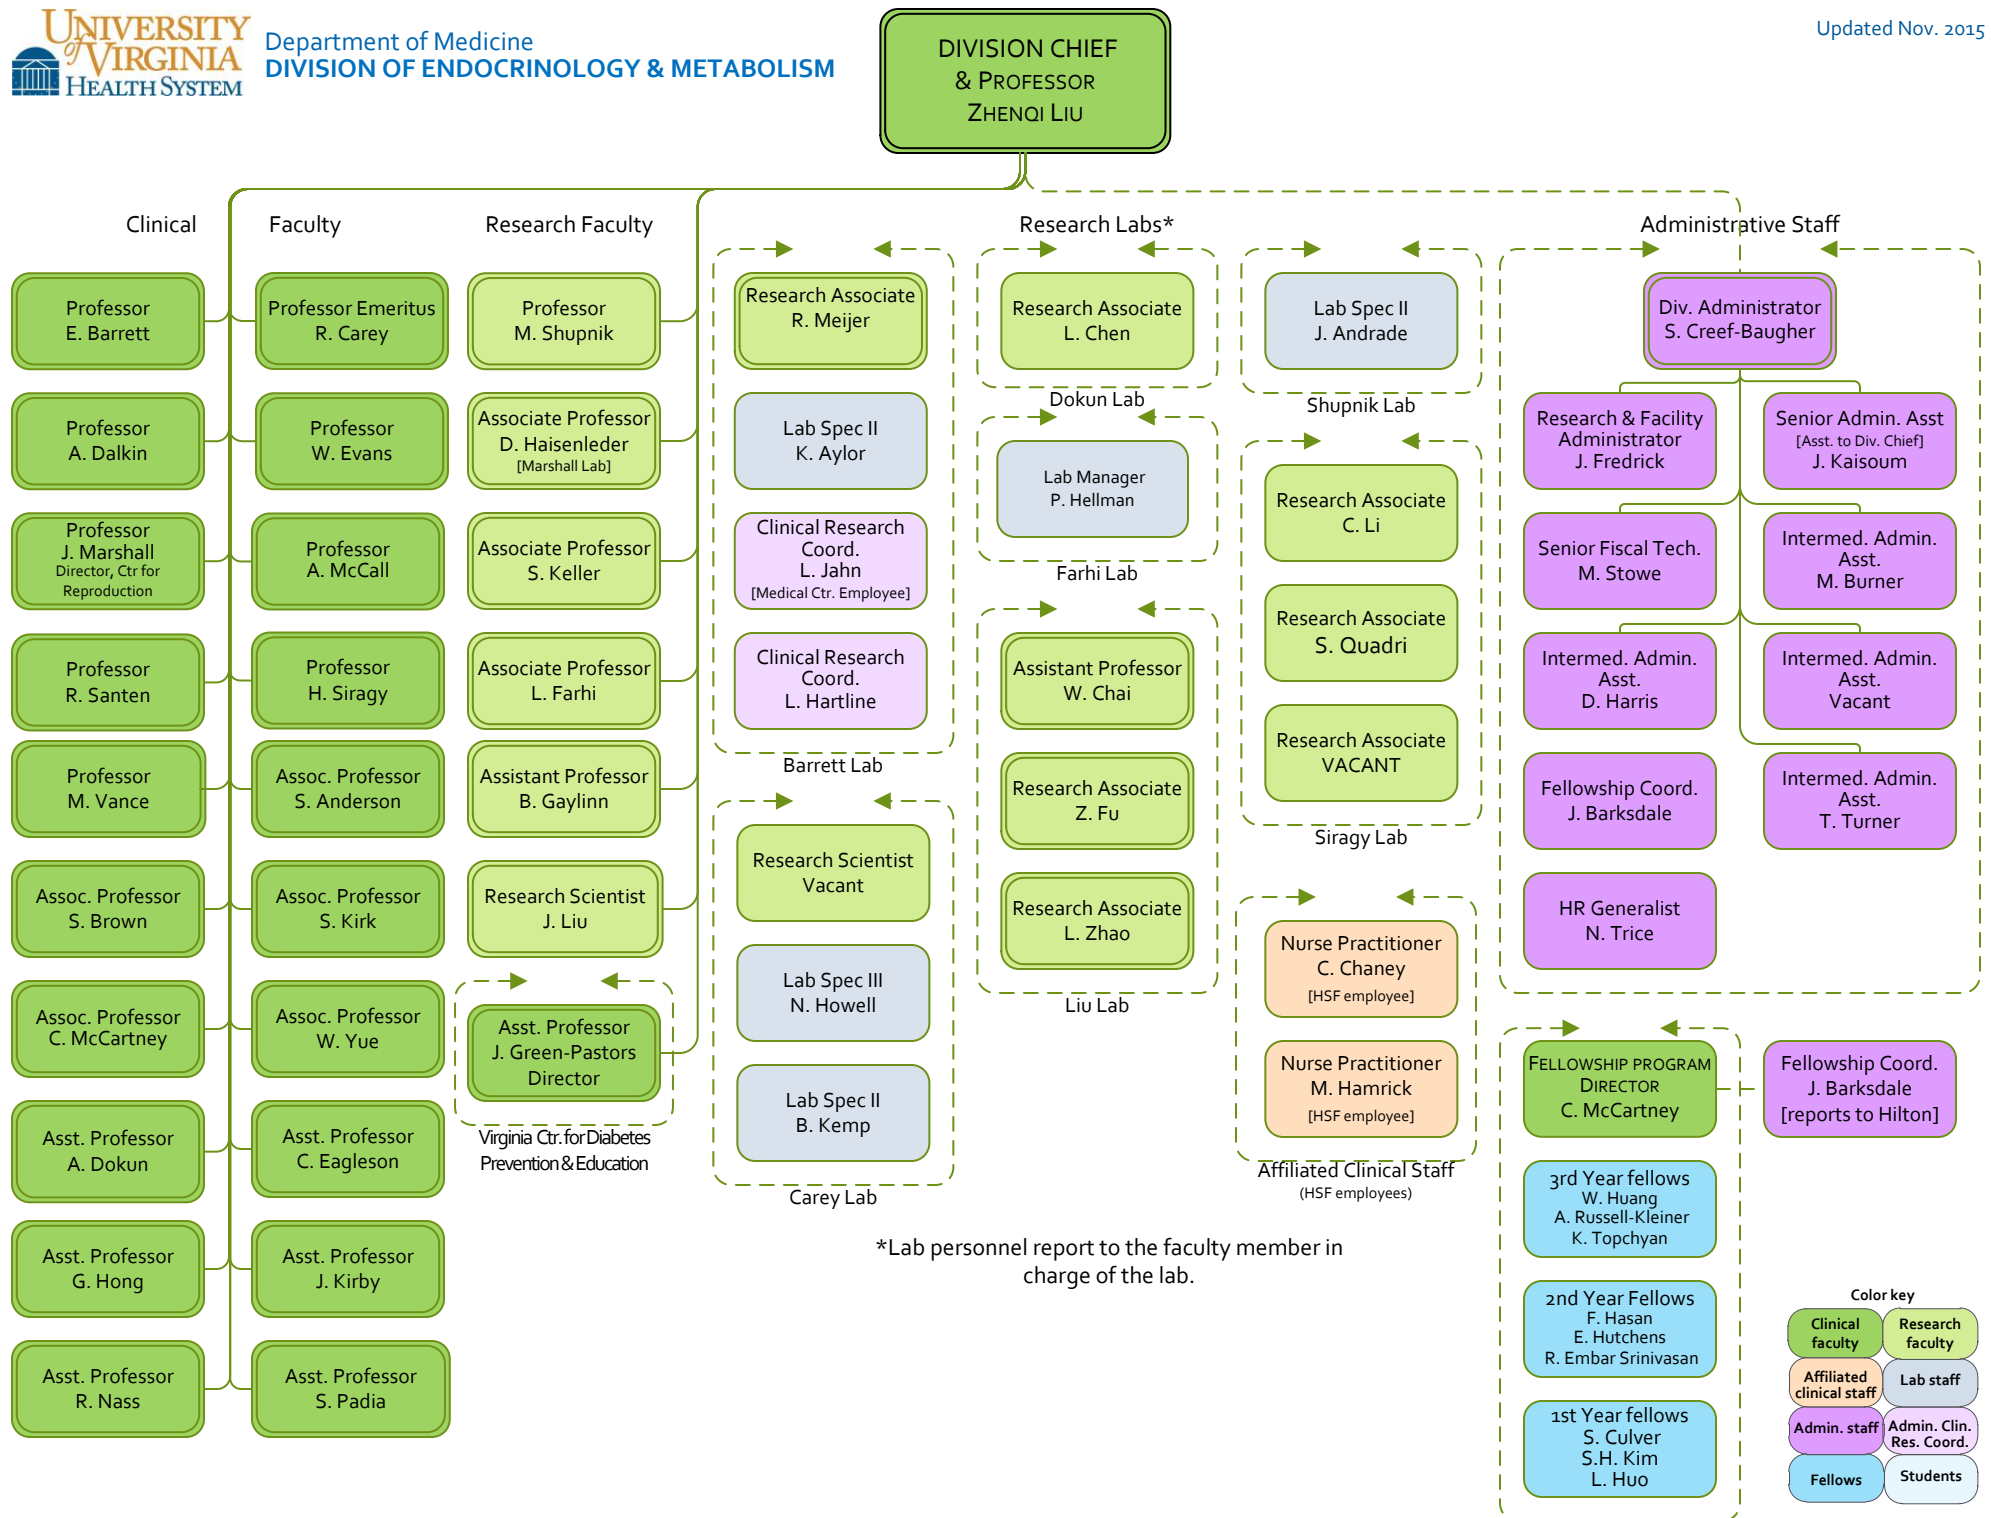 UNIVERSITY
of VIRGINIA
HEALTH SYSTEM
Department of Medicine
DIVISION OF ENDOCRINOLOGY & METABOLISM
DIVISION CHIEF
& PROFESSOR
ZHENQI LIU
Updated Nov. 2015
Clinical
Faculty
Research Faculty
Research Labs*
Administrative Staff
Professor
E. Barrett
Professor
A. Dalkin
Professor
J. Marshall
Director, Ctr for
Reproduction
Professor
R. Santen
Professor
M. Vance
Assoc. Professor
S. Brown
Assoc. Professor
C. McCartney
Asst. Professor
A. Dokun
Asst. Professor
G. Hong
Asst. Professor
R. Nass
Professor Emeritus
R. Carey
Professor
W. Evans
Professor
A. McCall
Professor
H. Siragy
Assoc. Professor
S. Anderson
Assoc. Professor
S. Kirk
Assoc. Professor
W. Yue
Asst. Professor
C. Eagleson
Asst. Professor
J. Kirby
Asst. Professor
S. Padia
Professor
M. Shupnik
Associate Professor
D. Haisenleder
[Marshall Lab]
Associate Professor
S. Keller
Associate Professor
L. Farhi
Assistant Professor
B. Gaylinn
Research Scientist
J. Liu
Asst. Professor
J. Green-Pastors
Director
Virginia Ctr. for Diabetes
Prevention & Education
Research Associate
R. Meijer
Lab Spec II
K. Aylor
Clinical Research
Coord.
L. Jahn
[Medical Ctr. Employee]
Clinical Research
Coord.
L. Hartline
Barrett Lab
Research Scientist
Vacant
Lab Spec III
N. Howell
Lab Spec II
B. Kemp
Carey Lab
Research Associate
L. Chen
Dokun Lab
Lab Manager
P. Hellman
Farhi Lab
Assistant Professor
W. Chai
Research Associate
Z. Fu
Research Associate
L. Zhao
Liu Lab
Lab Spec II
J. Andrade
Shupnik Lab
Research Associate
C. Li
Research Associate
S. Quadri
Research Associate
VACANT
Siragy Lab
Nurse Practitioner
C. Chaney
[HSF employee]
Nurse Practitioner
M. Hamrick
[HSF employee]
Affiliated Clinical Staff
(HSF employees)
*Lab personnel report to the faculty member in
charge of the lab.
Div. Administrator
S. Creef-Baugher
Research & Facility
Administrator
J. Fredrick
Senior Admin. Asst
[Asst. to Div. Chief]
J. Kaisoum
Senior Fiscal Tech.
M. Stowe
Intermed. Admin.
Asst.
M. Burner
Intermed. Admin.
Asst.
D. Harris
Intermed. Admin.
Asst.
Vacant
Fellowship Coord.
J. Barksdale
Intermed. Admin.
Asst.
T. Turner
HR Generalist
N. Trice
FELLOWSHIP PROGRAM
DIRECTOR
C. McCartney
Fellowship Coord.
J. Barksdale
[reports to Hilton]
3rd Year fellows
W. Huang
A. Russell-Kleiner
K. Topchyan
2nd Year Fellows
F. Hasan
E. Hutchens
R. Embar Srinivasan
1st Year fellows
S. Culver
S.H. Kim
L. Huo
Color key
Clinical
faculty
Research
faculty
Affiliated
clinical staff
Lab staff
Admin. staff
Admin. Clin.
Res. Coord.
Fellows
Students